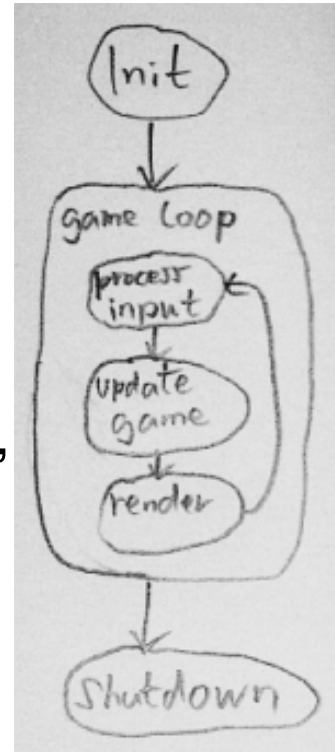 Init
game loop
process
input
update
game
render
Shutdown